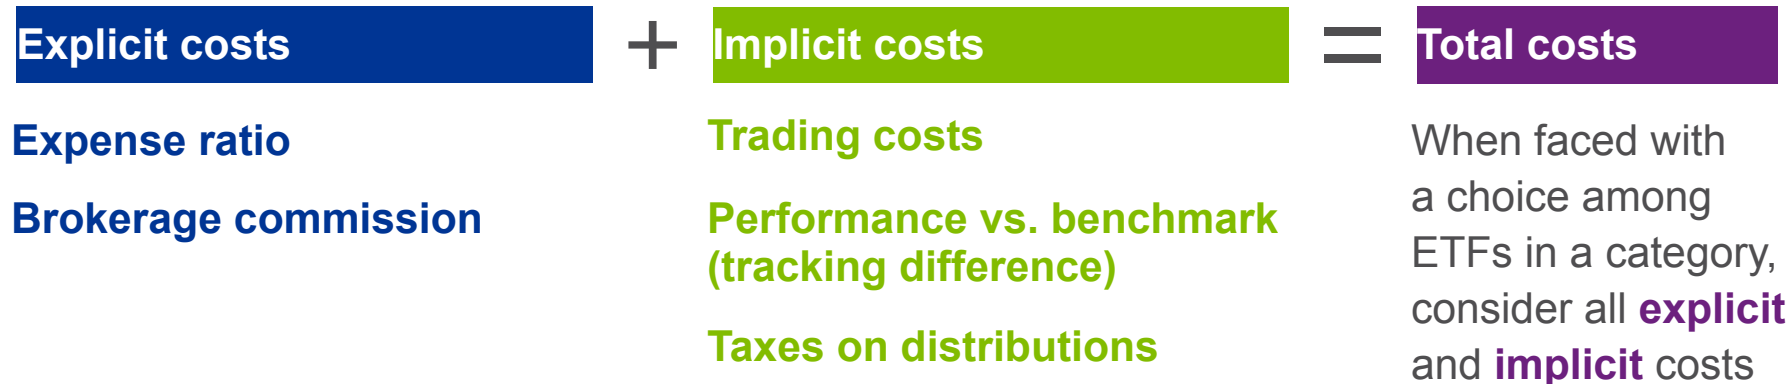 Explicit costs
+
Implicit costs
=
Total costs
Expense ratio
Brokerage commission
Trading costs
Performance vs. benchmark
(tracking difference)
Taxes on distributions
When faced with
a choice among
ETFs in a category,
consider all explicit
and implicit costs